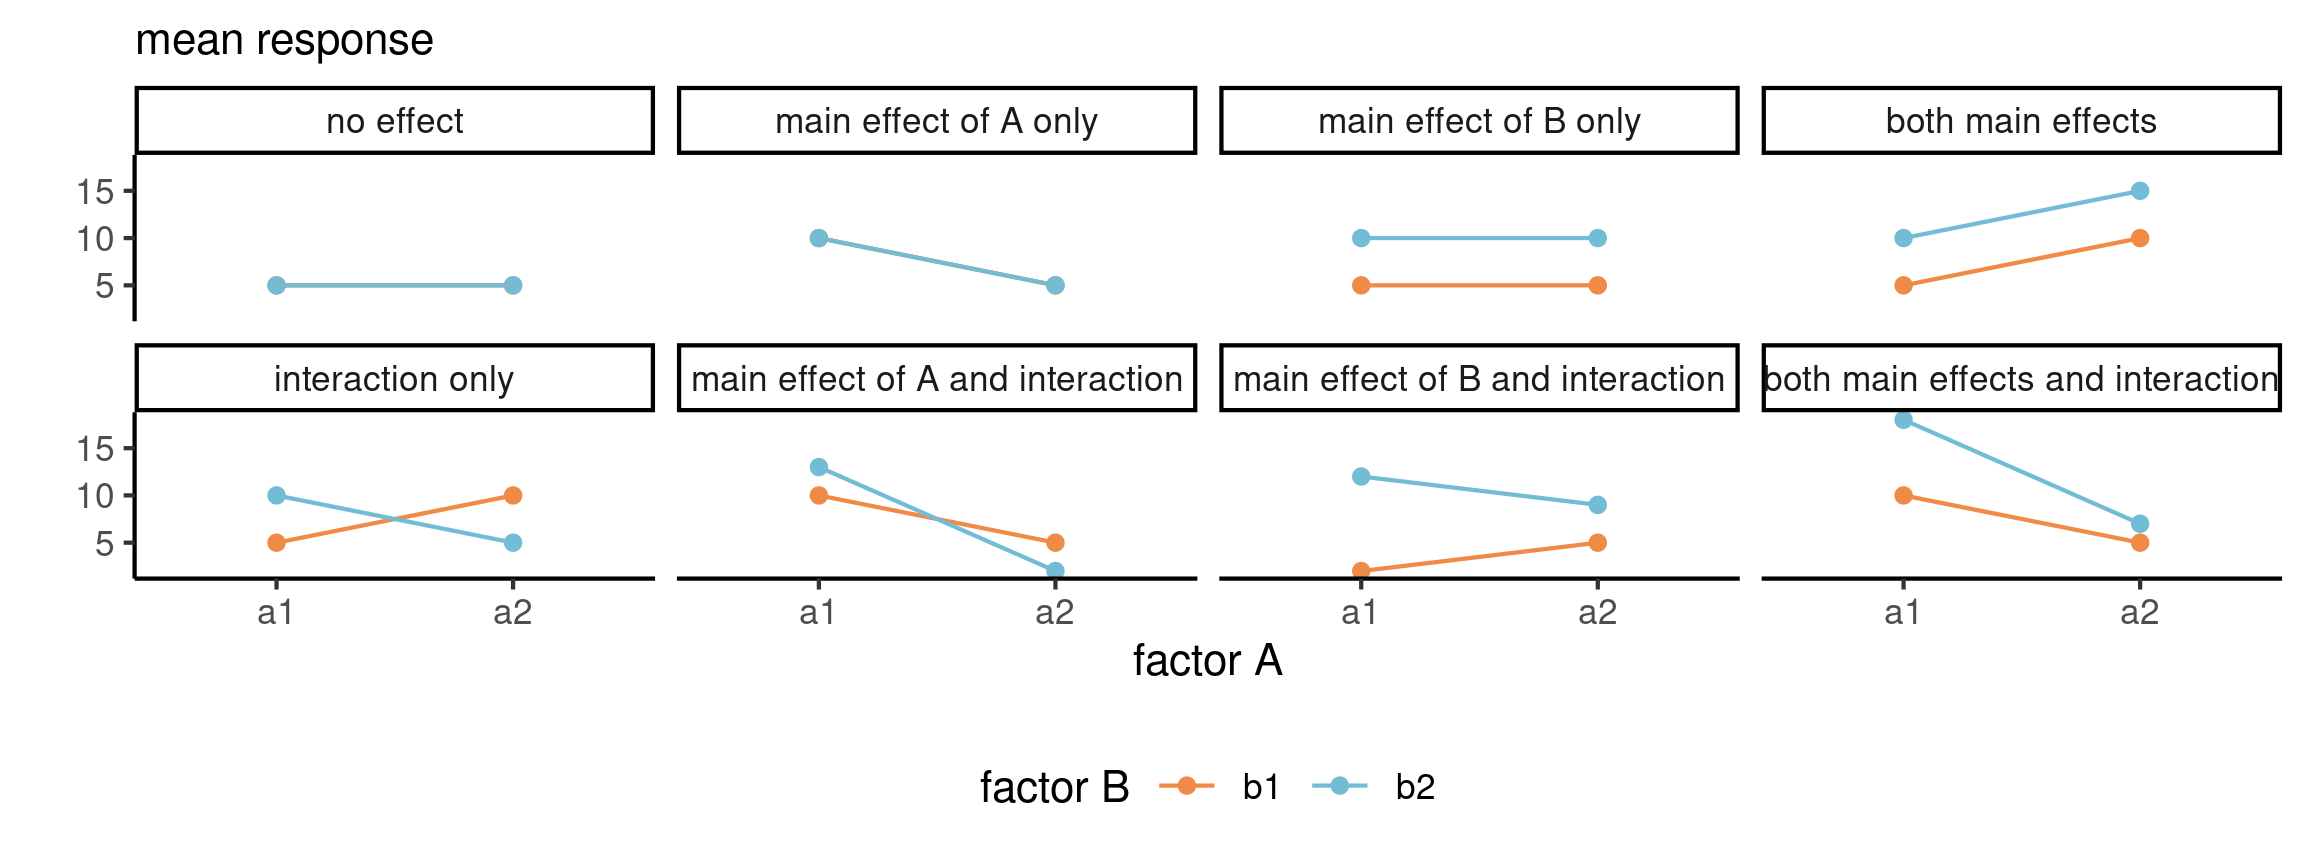 mean response
no effect
main effect of A only
main effect of B only
both main effects
15
10
5
interaction only
main effect of A and interaction
main effect of B and interaction
both main effects and interaction
15
10
5
a1 a2 a1 a2 a1 a2 a1 a2
factor A
factor B b1 b2